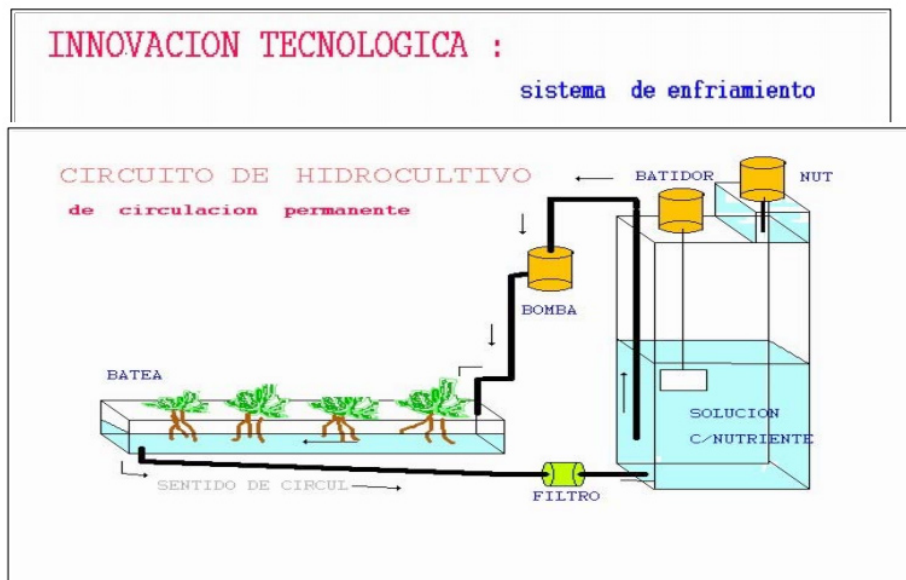 INNOVACION TECNOLOGICA :
sistema de enfriamiento
CIRCUITO DE HIDROCULTIVO
de circulacion permanente
BATIDOR
NUT
BOMBA
BATEA
SOLUCION
C/NUTRIENTE
SENTIDO DE CIRCUL
FILTRO